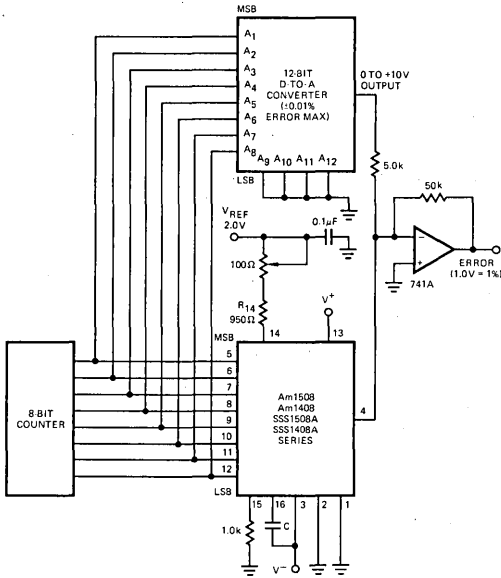 MSB
A1
A2
A3
A4
A5
A6
A7
A8
A9 A10 A11 A12
LSB
12-BIT
D-TO-A
CONVERTER
(±0.01%
ERROR MAX)
0 TO +10V
OUTPUT
5.0k
50k
VREF
2.0V
0.1µF
100Ω
R14
950Ω
−
+
741A
ERROR
(1.0V = 1%)
V+
14
13
MSB
5
6
7
8
9
10
11
12
LSB
8-BIT
COUNTER
Am1508
Am1408
SSS1508A
SSS1408A
SERIES
4
15 16 3 2 1
1.0k
C
V−